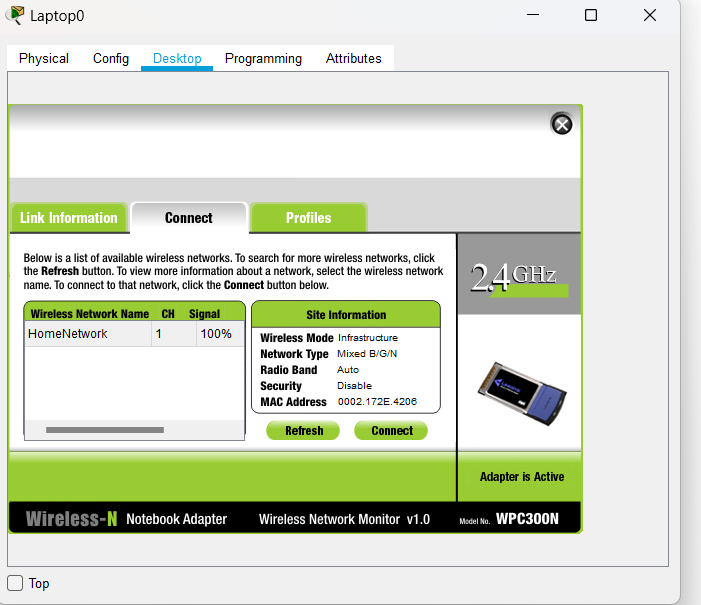 Laptop0
Physical Config Desktop Programming Attributes
Link Information Connect Profiles
Below is a list of available wireless networks. To search for more wireless networks, click
the Refresh button. To view more information about a network, select the wireless network
name. To connect to that network, click the Connect button below.
2.4GHz
Wireless Network Name CH Signal
HomeNetwork 1 100%
Site Information
Wireless Mode Infrastructure
Network Type Mixed B/G/N
Radio Band Auto
Security Disable
MAC Address 0002.172E.4206
Refresh Connect
Adapter is Active
Wireless-N Notebook Adapter Wireless Network Monitor v1.0 Model No. WPC300N
Top